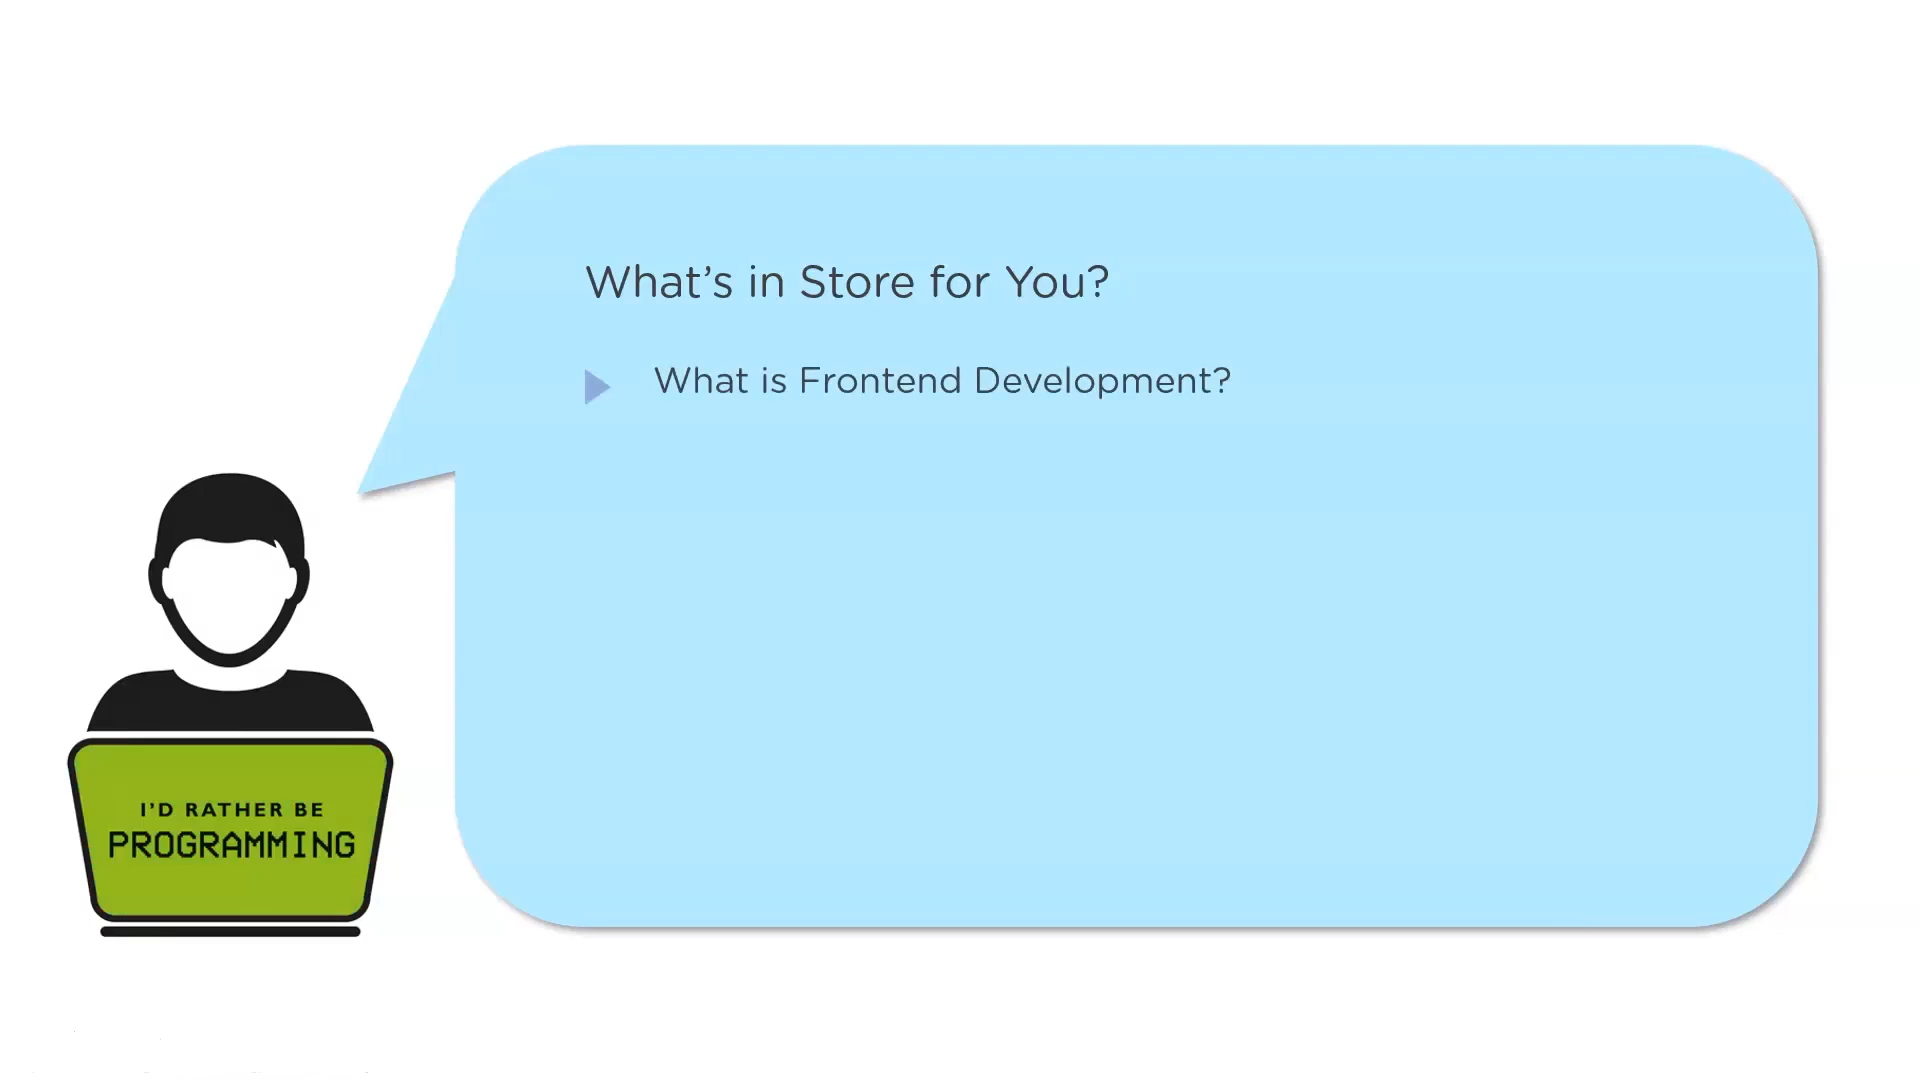 What’s in Store for You?
What is Frontend Development?
I’D RATHER BE
PROGRAMMING